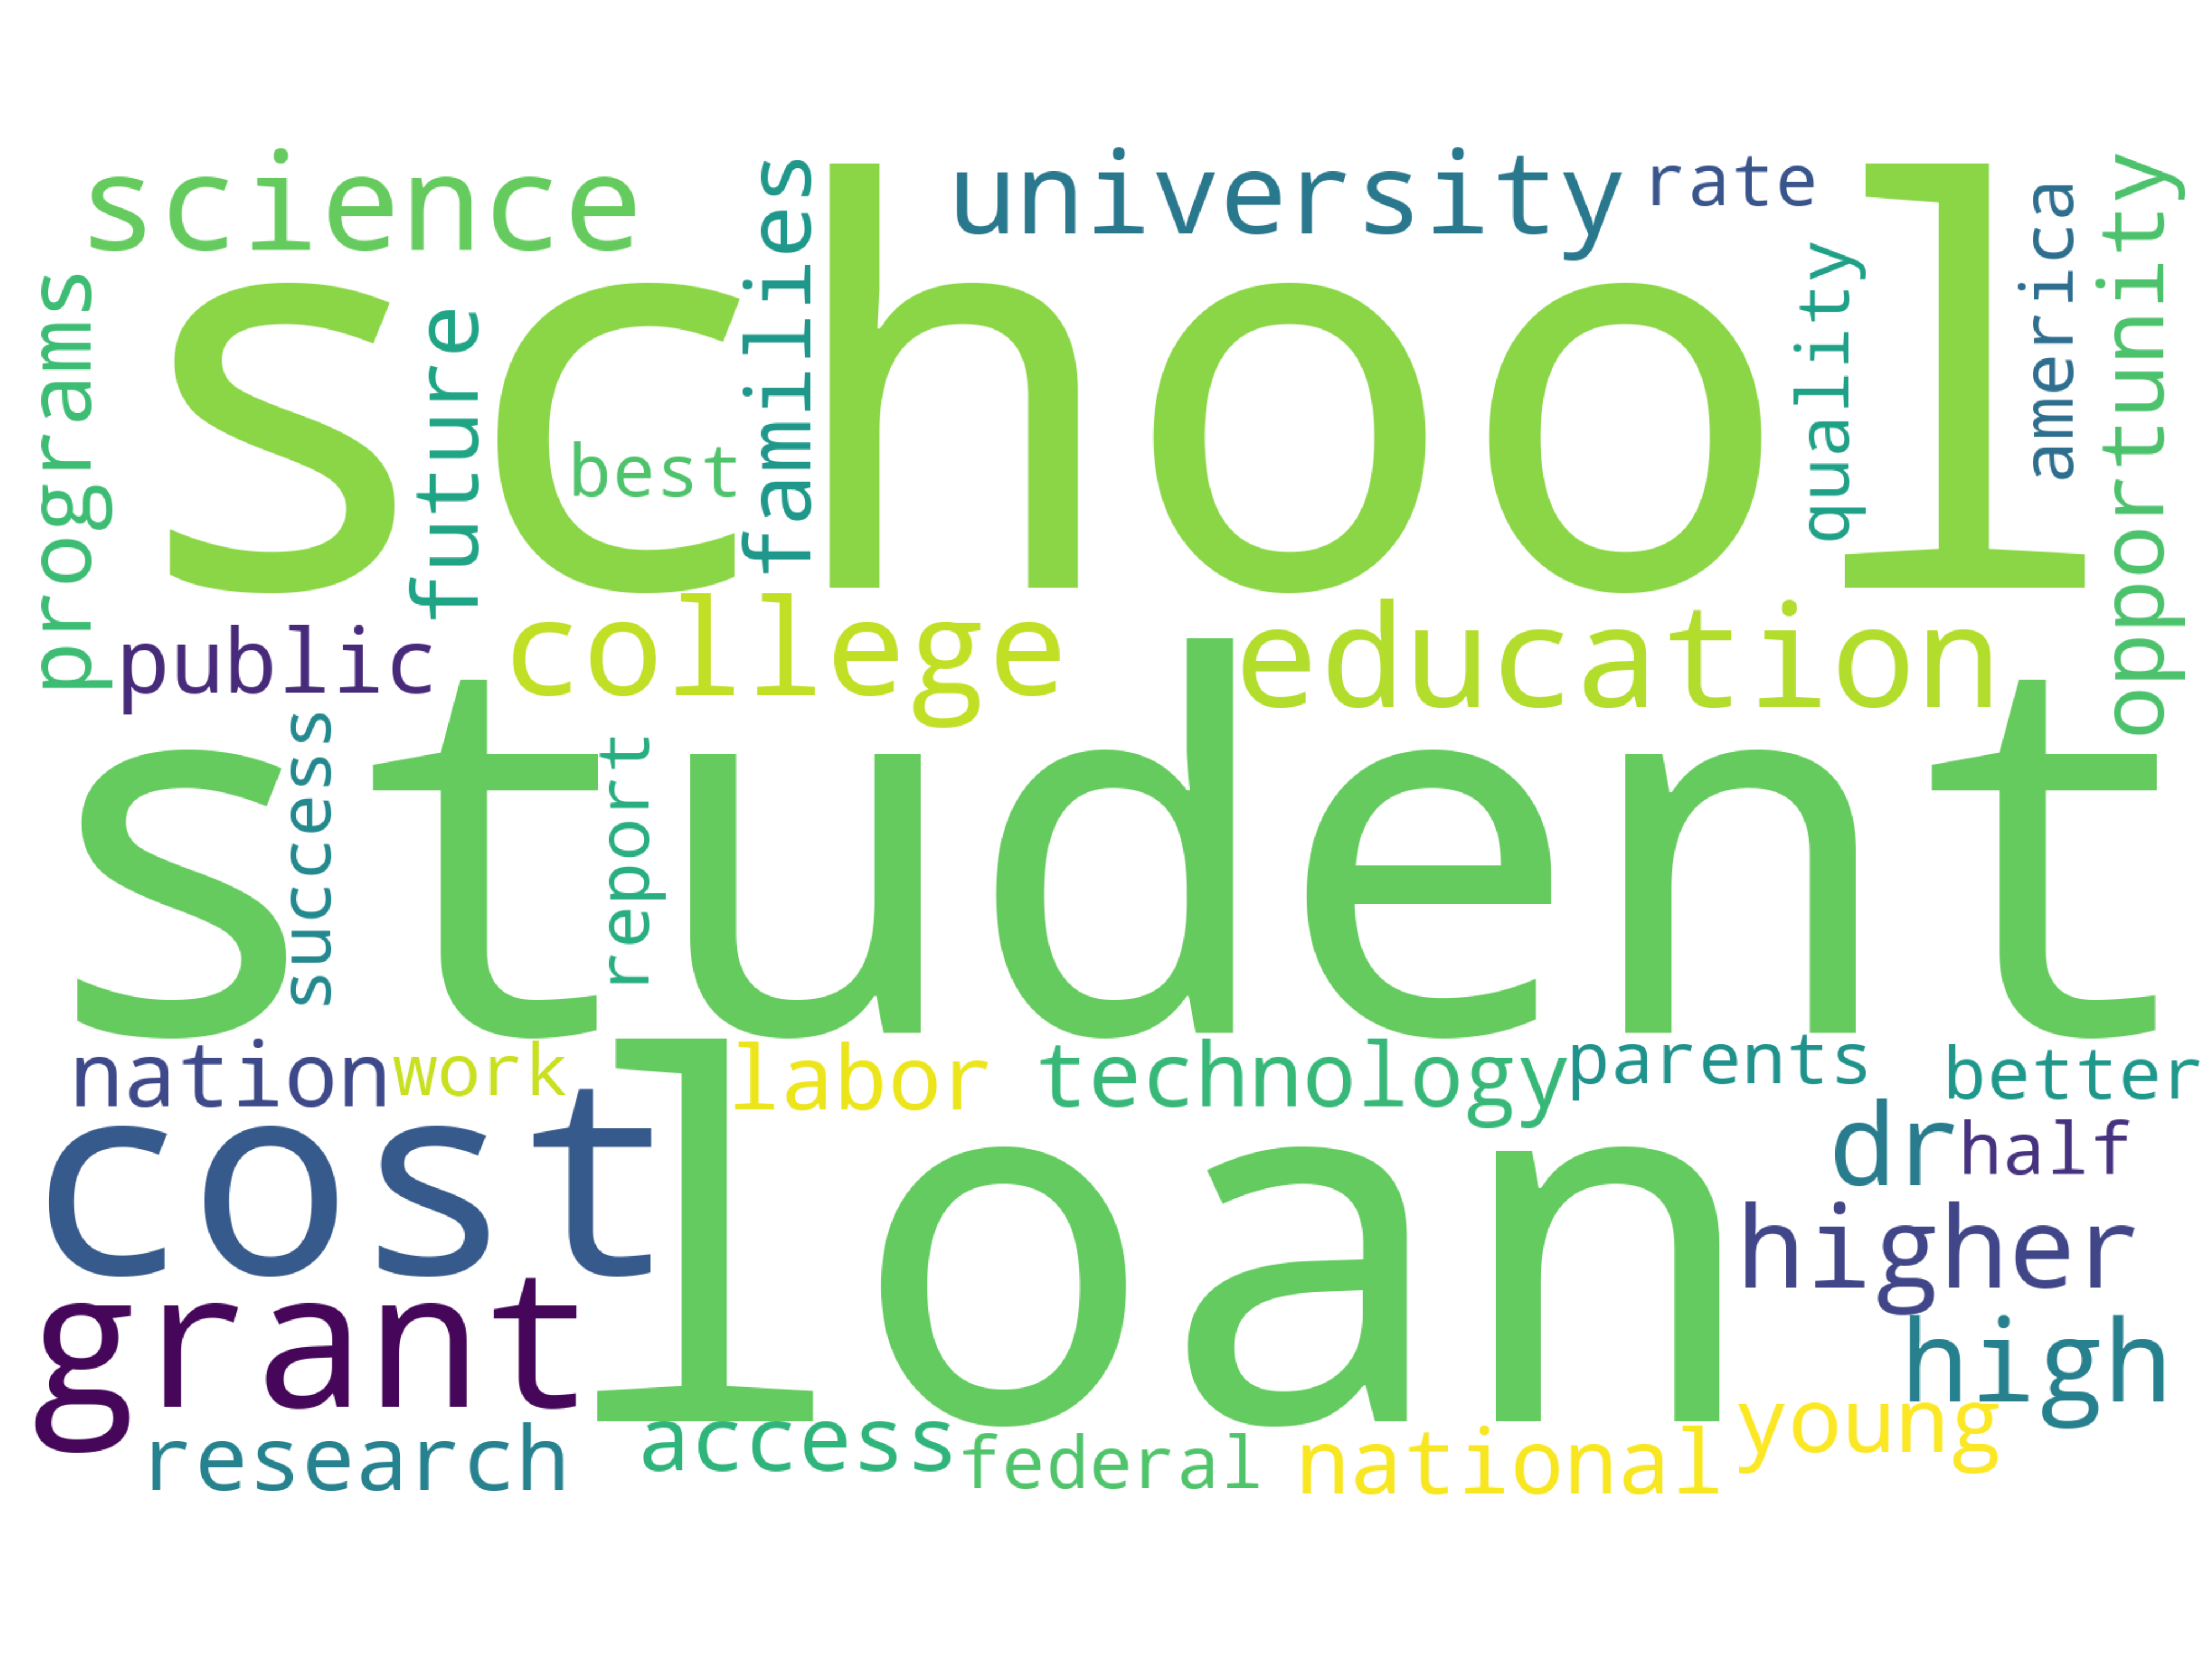 science
university
rate
programs
future
families
school
best
quality
america
opportunity
public
college
education
success
report
student
nation
work
labor
technology
parents
better
cost
loan
dr
half
higher
grant
high
young
research
access
federal
national